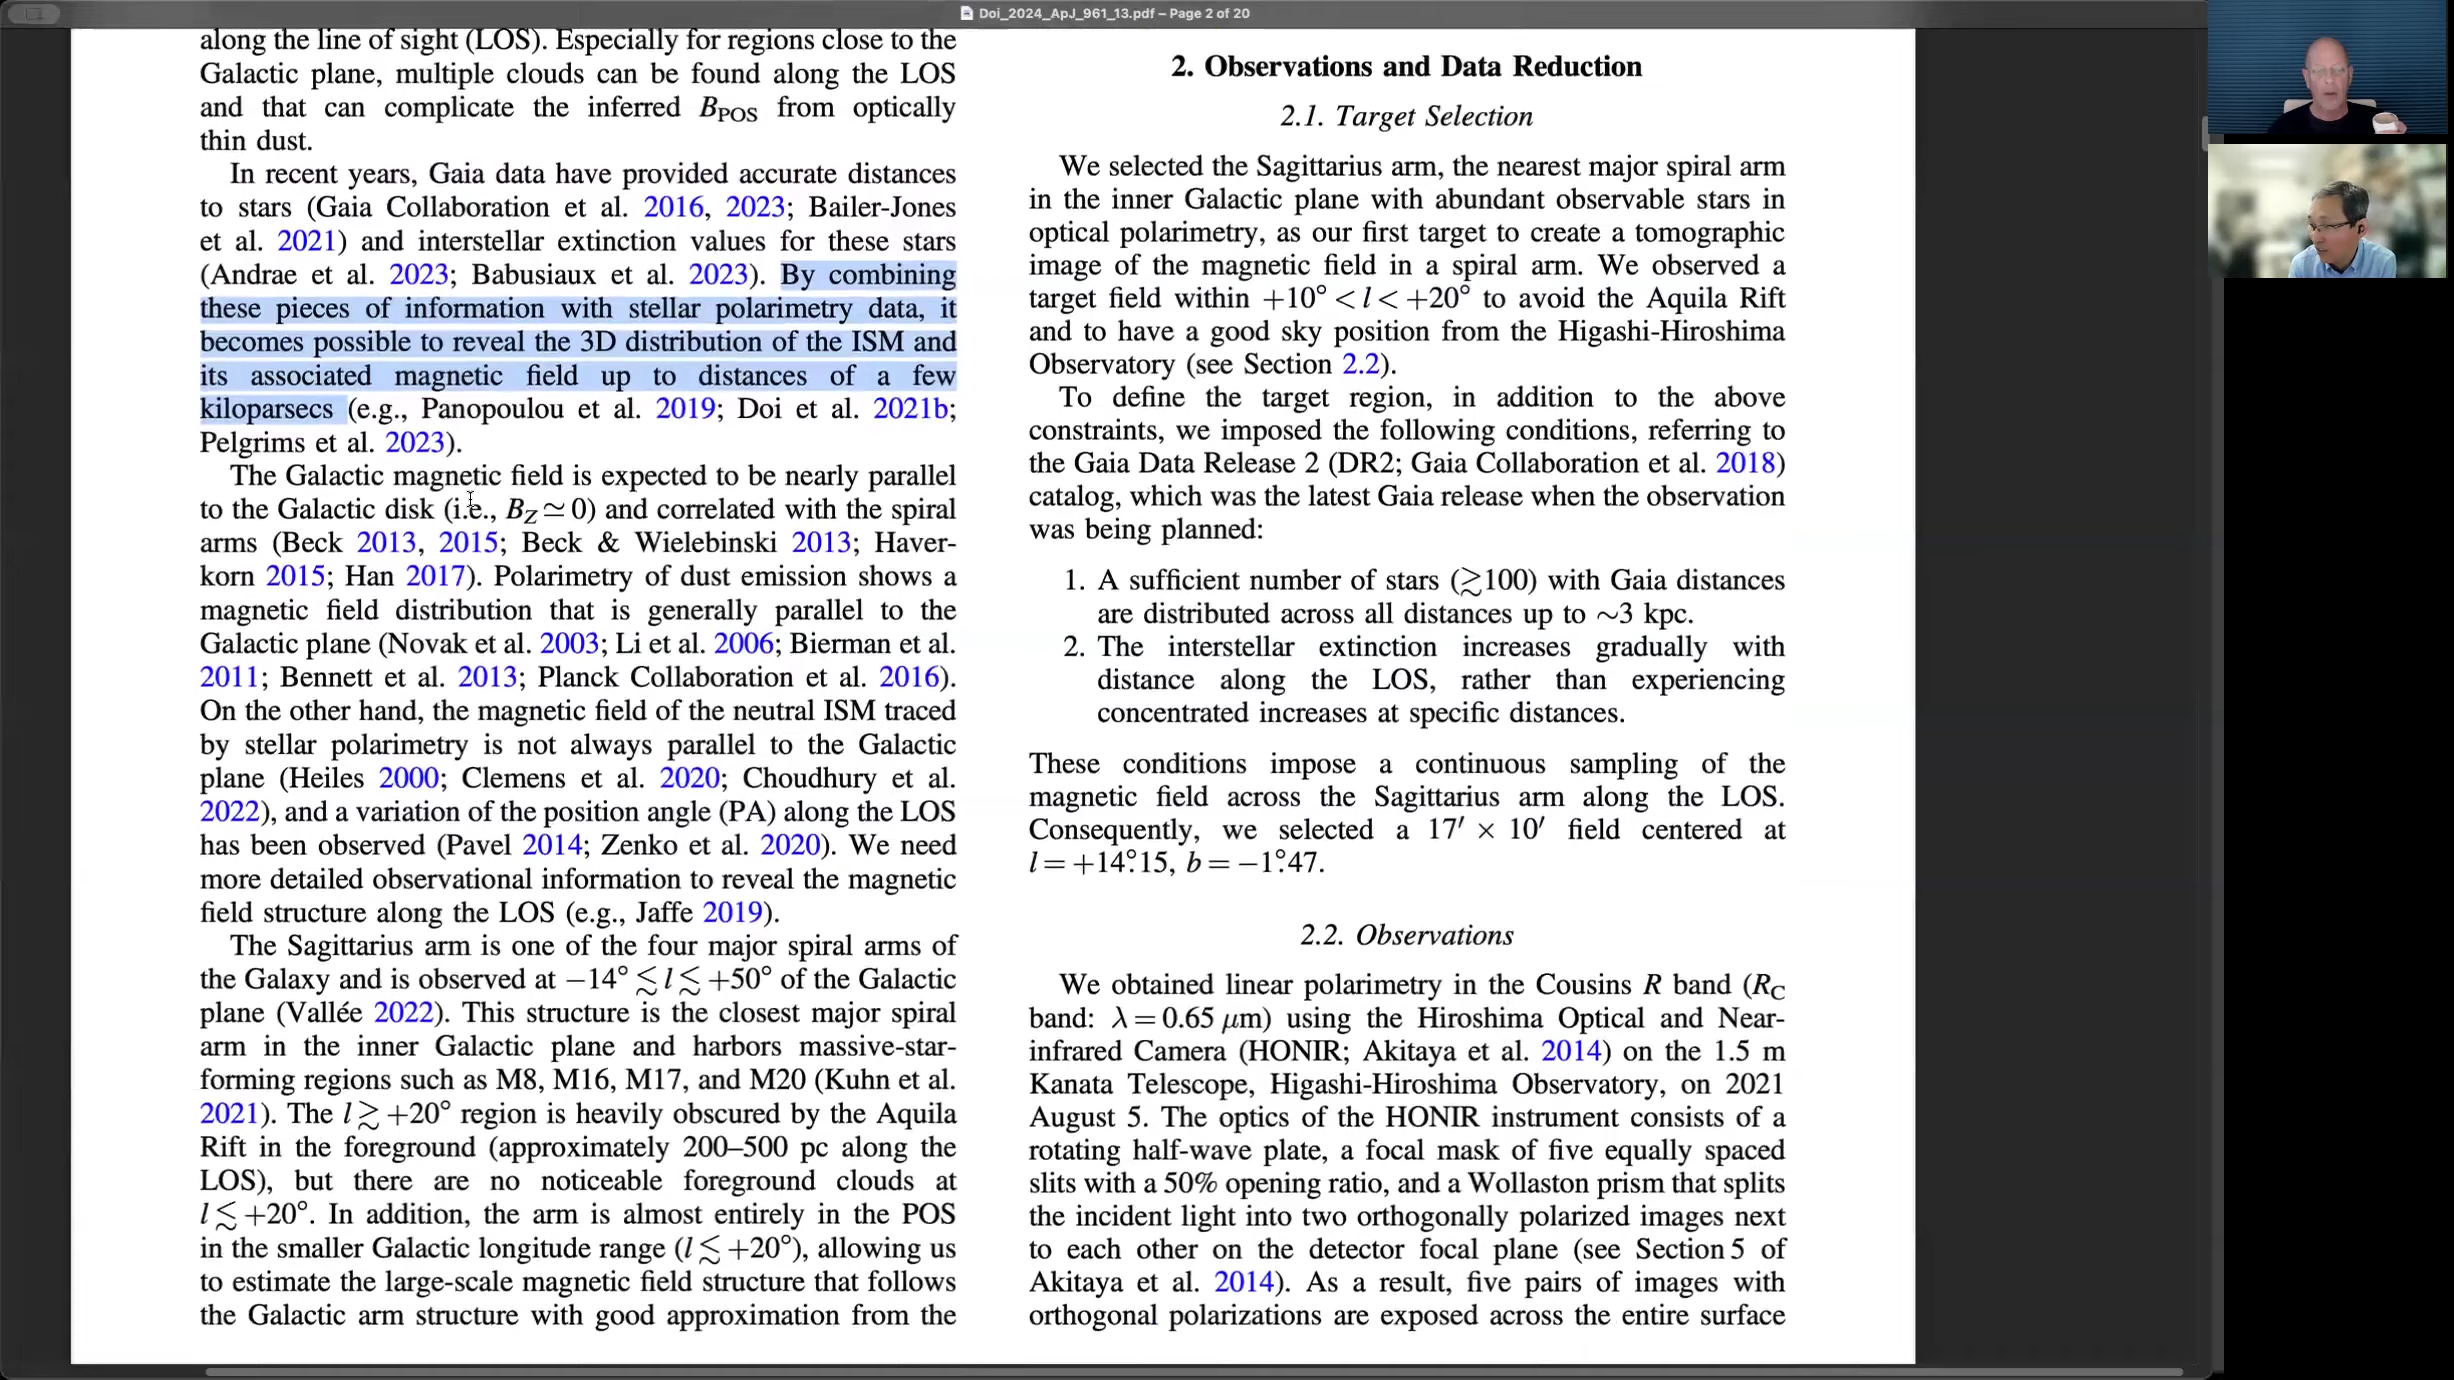 Doi_2024_ApJ_961_13.pdf – Page 2 of 20
along the line of sight (LOS). Especially for regions close to the
Galactic plane, multiple clouds can be found along the LOS
and that can complicate the inferred BPOS from optically
thin dust.
In recent years, Gaia data have provided accurate distances
to stars (Gaia Collaboration et al. 2016, 2023; Bailer-Jones
et al. 2021) and interstellar extinction values for these stars
(Andrae et al. 2023; Babusiaux et al. 2023). By combining
these pieces of information with stellar polarimetry data, it
becomes possible to reveal the 3D distribution of the ISM and
its associated magnetic field up to distances of a few
kiloparsecs (e.g., Panopoulou et al. 2019; Doi et al. 2021b;
Pelgrims et al. 2023).
The Galactic magnetic field is expected to be nearly parallel
to the Galactic disk (i.e., BZ ≃ 0) and correlated with the spiral
arms (Beck 2013, 2015; Beck & Wielebinski 2013; Haver-
korn 2015; Han 2017). Polarimetry of dust emission shows a
magnetic field distribution that is generally parallel to the
Galactic plane (Novak et al. 2003; Li et al. 2006; Bierman et al.
2011; Bennett et al. 2013; Planck Collaboration et al. 2016).
On the other hand, the magnetic field of the neutral ISM traced
by stellar polarimetry is not always parallel to the Galactic
plane (Heiles 2000; Clemens et al. 2020; Choudhury et al.
2022), and a variation of the position angle (PA) along the LOS
has been observed (Pavel 2014; Zenko et al. 2020). We need
more detailed observational information to reveal the magnetic
field structure along the LOS (e.g., Jaffe 2019).
The Sagittarius arm is one of the four major spiral arms of
the Galaxy and is observed at −14° ≲ l ≲ +50° of the Galactic
plane (Vallée 2022). This structure is the closest major spiral
arm in the inner Galactic plane and harbors massive-star-
forming regions such as M8, M16, M17, and M20 (Kuhn et al.
2021). The l ≳ +20° region is heavily obscured by the Aquila
Rift in the foreground (approximately 200–500 pc along the
LOS), but there are no noticeable foreground clouds at
l ≲ +20°. In addition, the arm is almost entirely in the POS
in the smaller Galactic longitude range (l ≲ +20°), allowing us
to estimate the large-scale magnetic field structure that follows
the Galactic arm structure with good approximation from the
2. Observations and Data Reduction
2.1. Target Selection
We selected the Sagittarius arm, the nearest major spiral arm
in the inner Galactic plane with abundant observable stars in
optical polarimetry, as our first target to create a tomographic
image of the magnetic field in a spiral arm. We observed a
target field within +10° < l < +20° to avoid the Aquila Rift
and to have a good sky position from the Higashi-Hiroshima
Observatory (see Section 2.2).
To define the target region, in addition to the above
constraints, we imposed the following conditions, referring to
the Gaia Data Release 2 (DR2; Gaia Collaboration et al. 2018)
catalog, which was the latest Gaia release when the observation
was being planned:
1. A sufficient number of stars (≳100) with Gaia distances
are distributed across all distances up to ∼3 kpc.
2. The interstellar extinction increases gradually with
distance along the LOS, rather than experiencing
concentrated increases at specific distances.
These conditions impose a continuous sampling of the
magnetic field across the Sagittarius arm along the LOS.
Consequently, we selected a 17′ × 10′ field centered at
l = +14°.15, b = −1°.47.
2.2. Observations
We obtained linear polarimetry in the Cousins R band (RC
band: λ = 0.65 μm) using the Hiroshima Optical and Near-
infrared Camera (HONIR; Akitaya et al. 2014) on the 1.5 m
Kanata Telescope, Higashi-Hiroshima Observatory, on 2021
August 5. The optics of the HONIR instrument consists of a
rotating half-wave plate, a focal mask of five equally spaced
slits with a 50% opening ratio, and a Wollaston prism that splits
the incident light into two orthogonally polarized images next
to each other on the detector focal plane (see Section 5 of
Akitaya et al. 2014). As a result, five pairs of images with
orthogonal polarizations are exposed across the entire surface